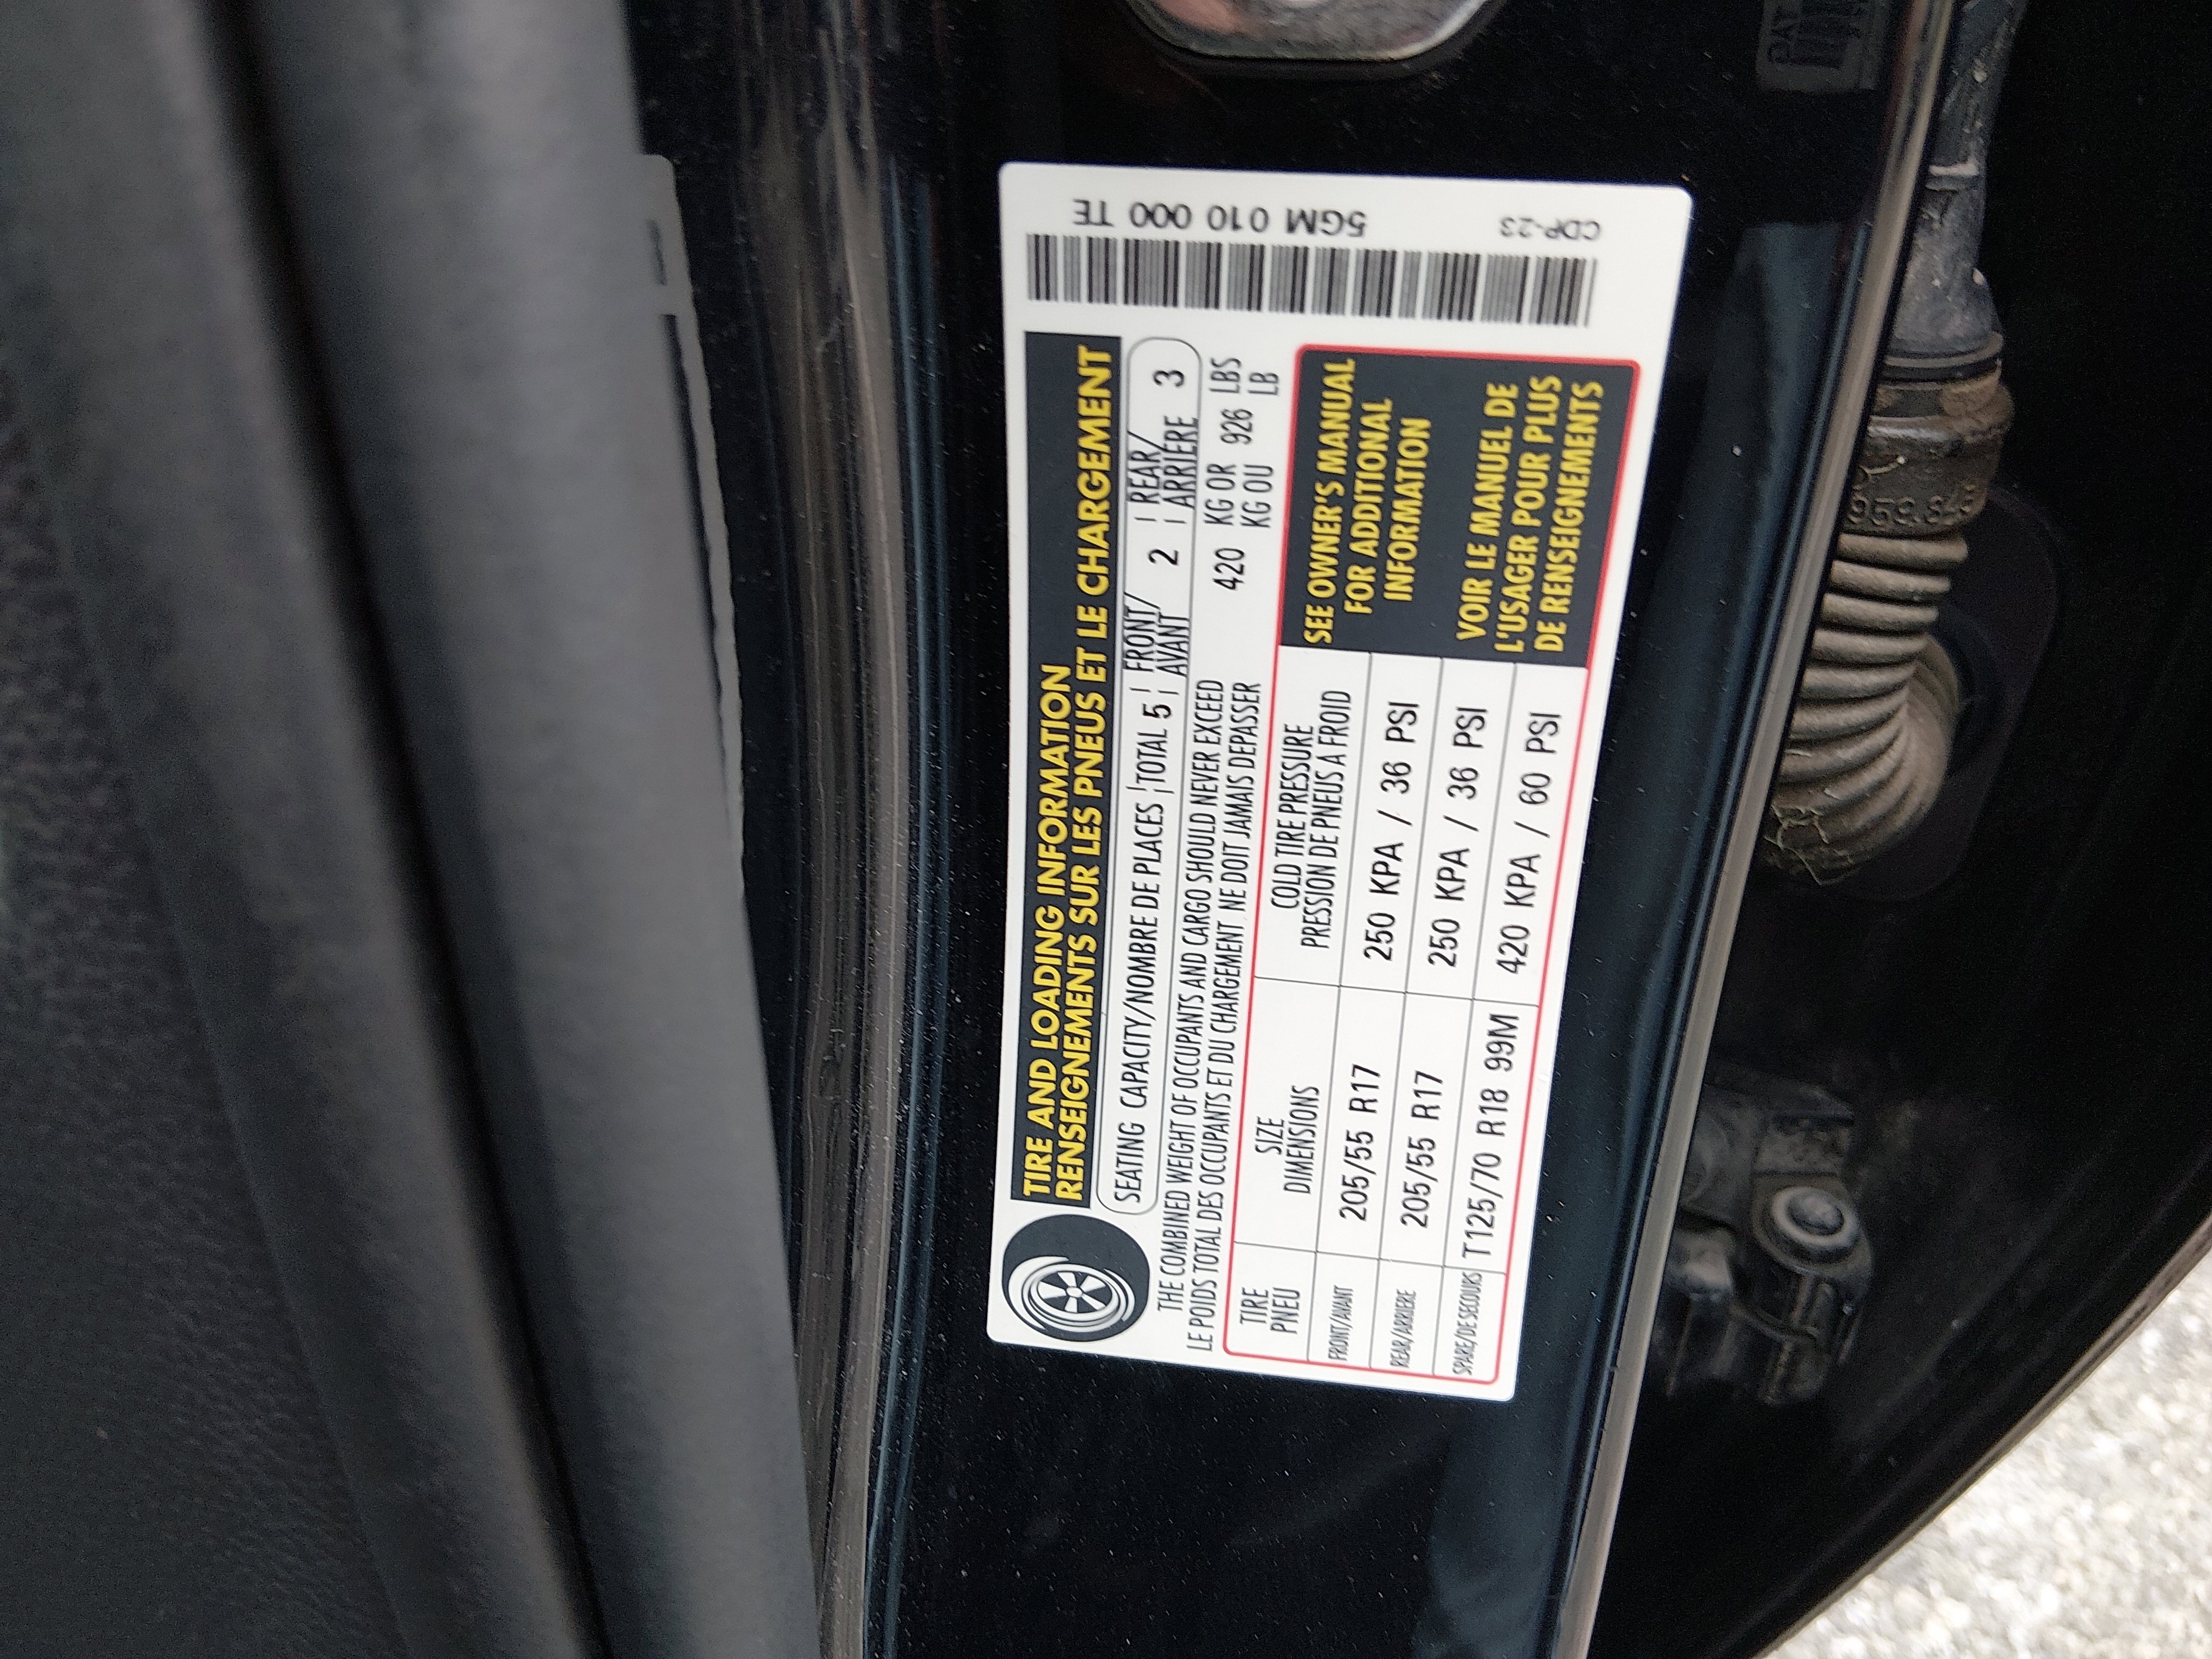 TIRE AND LOADING INFORMATION
RENSEIGNEMENTS SUR LES PNEUS ET LE CHARGEMENT
SEATING CAPACITY/NOMBRE DE PLACES | TOTAL 5 | FRONT/AVANT 2 | REAR/ARRIÈRE 3
THE COMBINED WEIGHT OF OCCUPANTS AND CARGO SHOULD NEVER EXCEED 420 KG OR 926 LBS
LE POIDS TOTAL DES OCCUPANTS ET DU CHARGEMENT NE DOIT JAMAIS DEPASSER KG OU LB
TIRE SIZE COLD TIRE PRESSURE
PNEU DIMENSIONS PRESSION DE PNEUS A FROID
FRONT/AVANT 205/55 R17 250 KPA / 36 PSI
REAR/ARRIERE 205/55 R17 250 KPA / 36 PSI
SPARE/DE SECOURS T125/70 R18 99M 420 KPA / 60 PSI
SEE OWNER'S MANUAL
FOR ADDITIONAL
INFORMATION
VOIR LE MANUEL DE
L'USAGER POUR PLUS
DE RENSEIGNEMENTS
5GM 010 000 TE
CDP-23